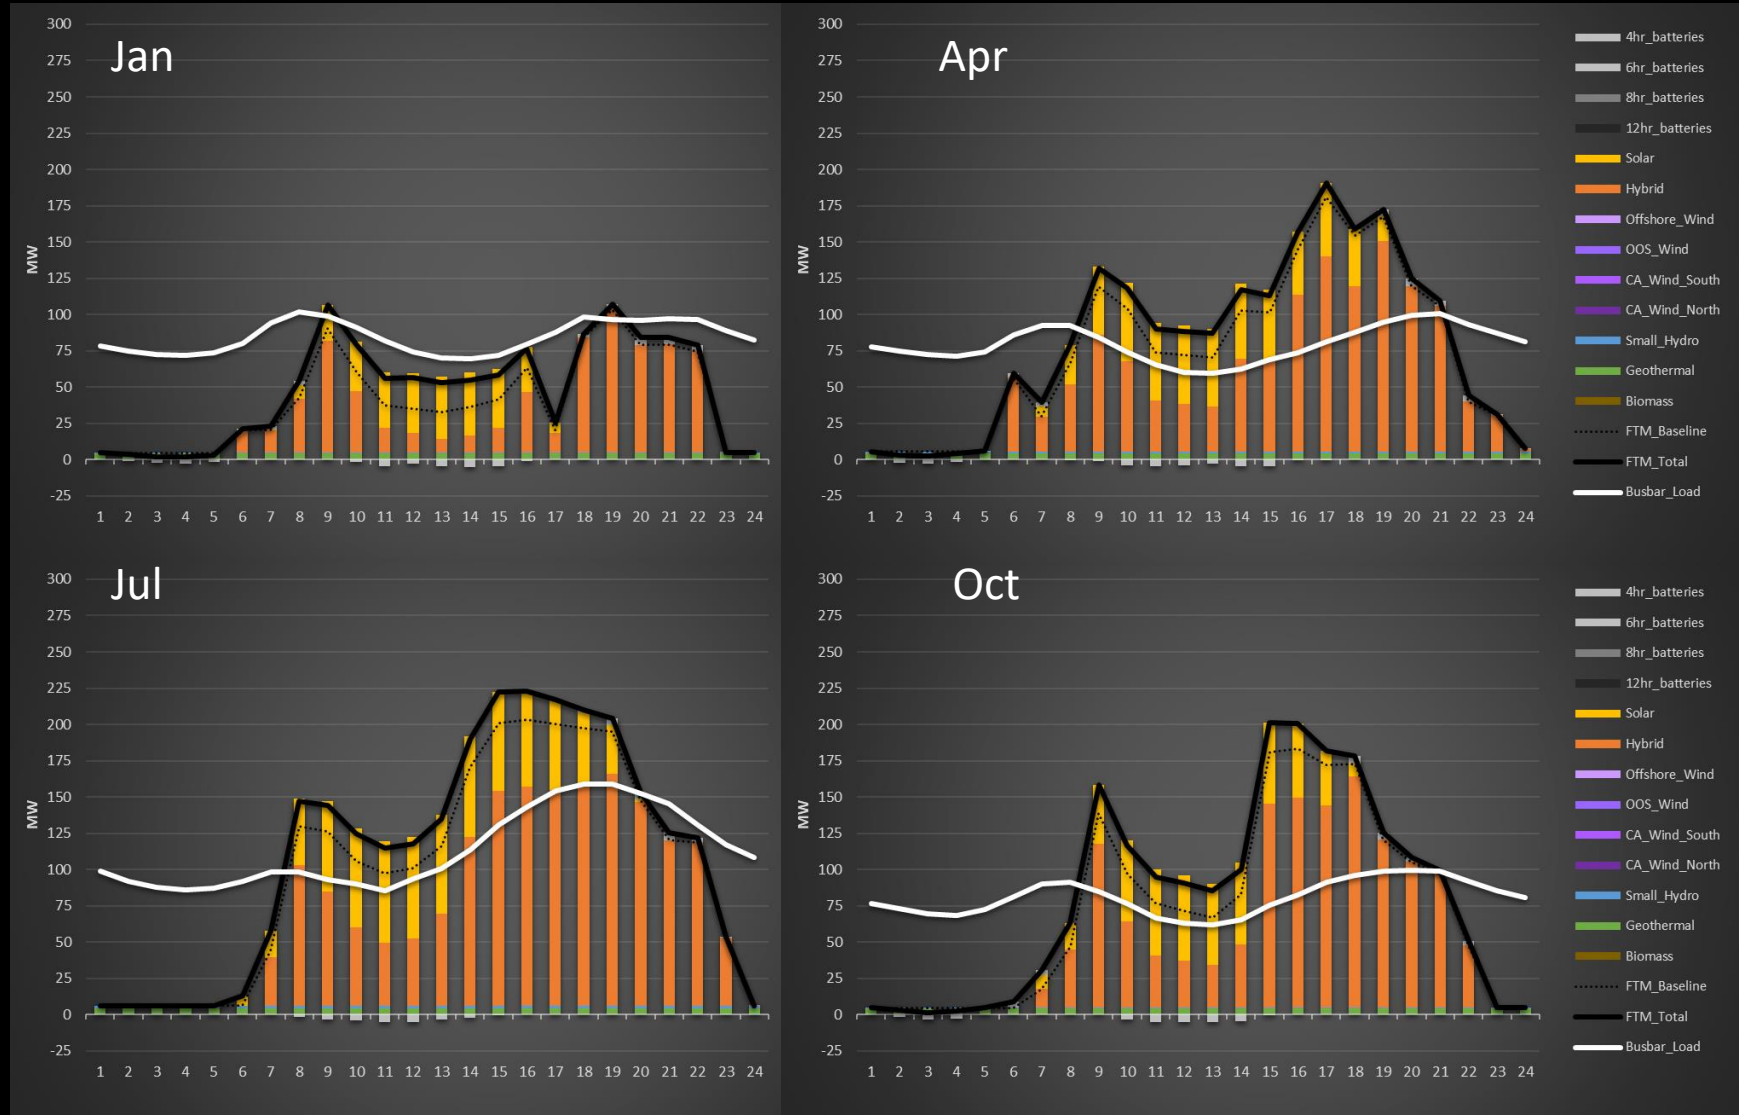 Jan
300
275
250
225
200
175
150
125
100
75
50
25
0
-25
MW
1 2 3 4 5 6 7 8 9 10 11 12 13 14 15 16 17 18 19 20 21 22 23 24
Apr
300
275
250
225
200
175
150
125
100
75
50
25
0
-25
MW
1 2 3 4 5 6 7 8 9 10 11 12 13 14 15 16 17 18 19 20 21 22 23 24
4hr_batteries
6hr_batteries
8hr_batteries
12hr_batteries
Solar
Hybrid
Offshore_Wind
OOS_Wind
CA_Wind_South
CA_Wind_North
Small_Hydro
Geothermal
Biomass
FTM_Baseline
FTM_Total
Busbar_Load
Jul
300
275
250
225
200
175
150
125
100
75
50
25
0
-25
MW
1 2 3 4 5 6 7 8 9 10 11 12 13 14 15 16 17 18 19 20 21 22 23 24
Oct
300
275
250
225
200
175
150
125
100
75
50
25
0
-25
MW
1 2 3 4 5 6 7 8 9 10 11 12 13 14 15 16 17 18 19 20 21 22 23 24
4hr_batteries
6hr_batteries
8hr_batteries
12hr_batteries
Solar
Hybrid
Offshore_Wind
OOS_Wind
CA_Wind_South
CA_Wind_North
Small_Hydro
Geothermal
Biomass
FTM_Baseline
FTM_Total
Busbar_Load